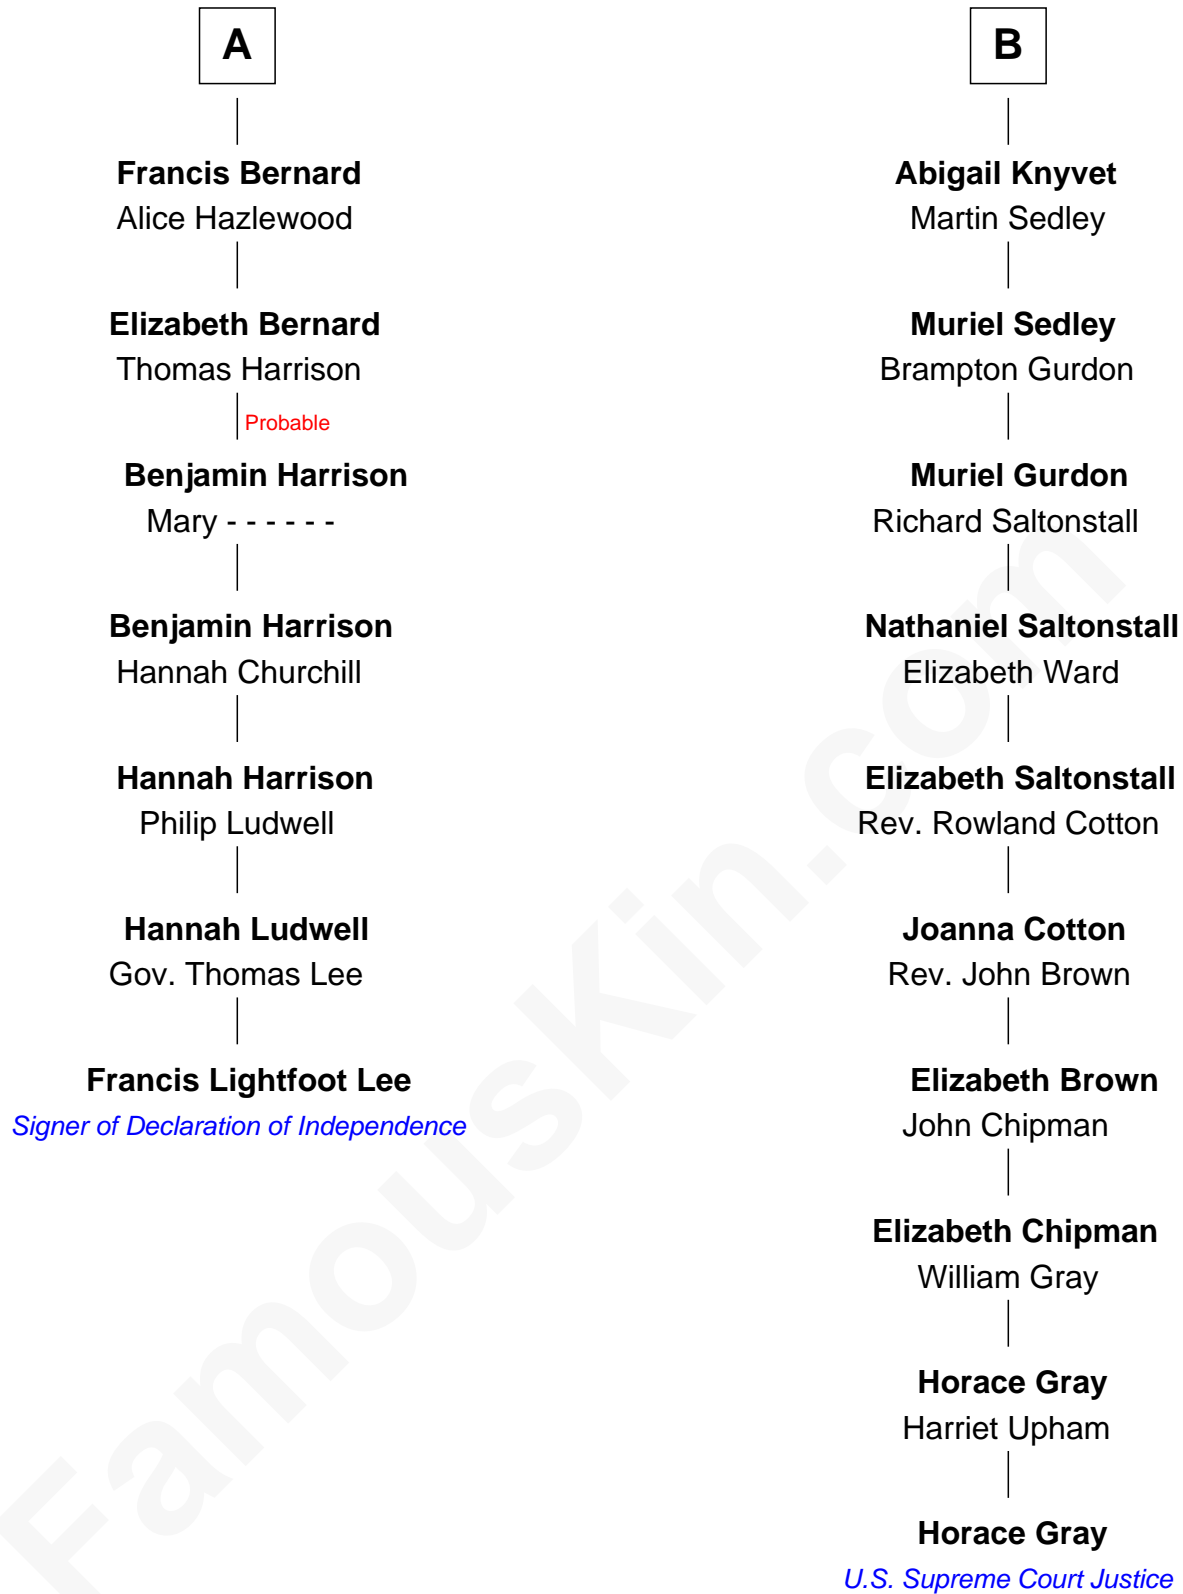 A
Francis Bernard
Alice Hazlewood
Elizabeth Bernard
Thomas Harrison
Probable
Benjamin Harrison
Mary - - - - - -
Benjamin Harrison
Hannah Churchill
Hannah Harrison
Philip Ludwell
Hannah Ludwell
Gov. Thomas Lee
Francis Lightfoot Lee
Signer of Declaration of Independence
B
Abigail Knyvet
Martin Sedley
Muriel Sedley
Brampton Gurdon
Muriel Gurdon
Richard Saltonstall
Nathaniel Saltonstall
Elizabeth Ward
Elizabeth Saltonstall
Rev. Rowland Cotton
Joanna Cotton
Rev. John Brown
Elizabeth Brown
John Chipman
Elizabeth Chipman
William Gray
Horace Gray
Harriet Upham
Horace Gray
U.S. Supreme Court Justice
FamousKin.com